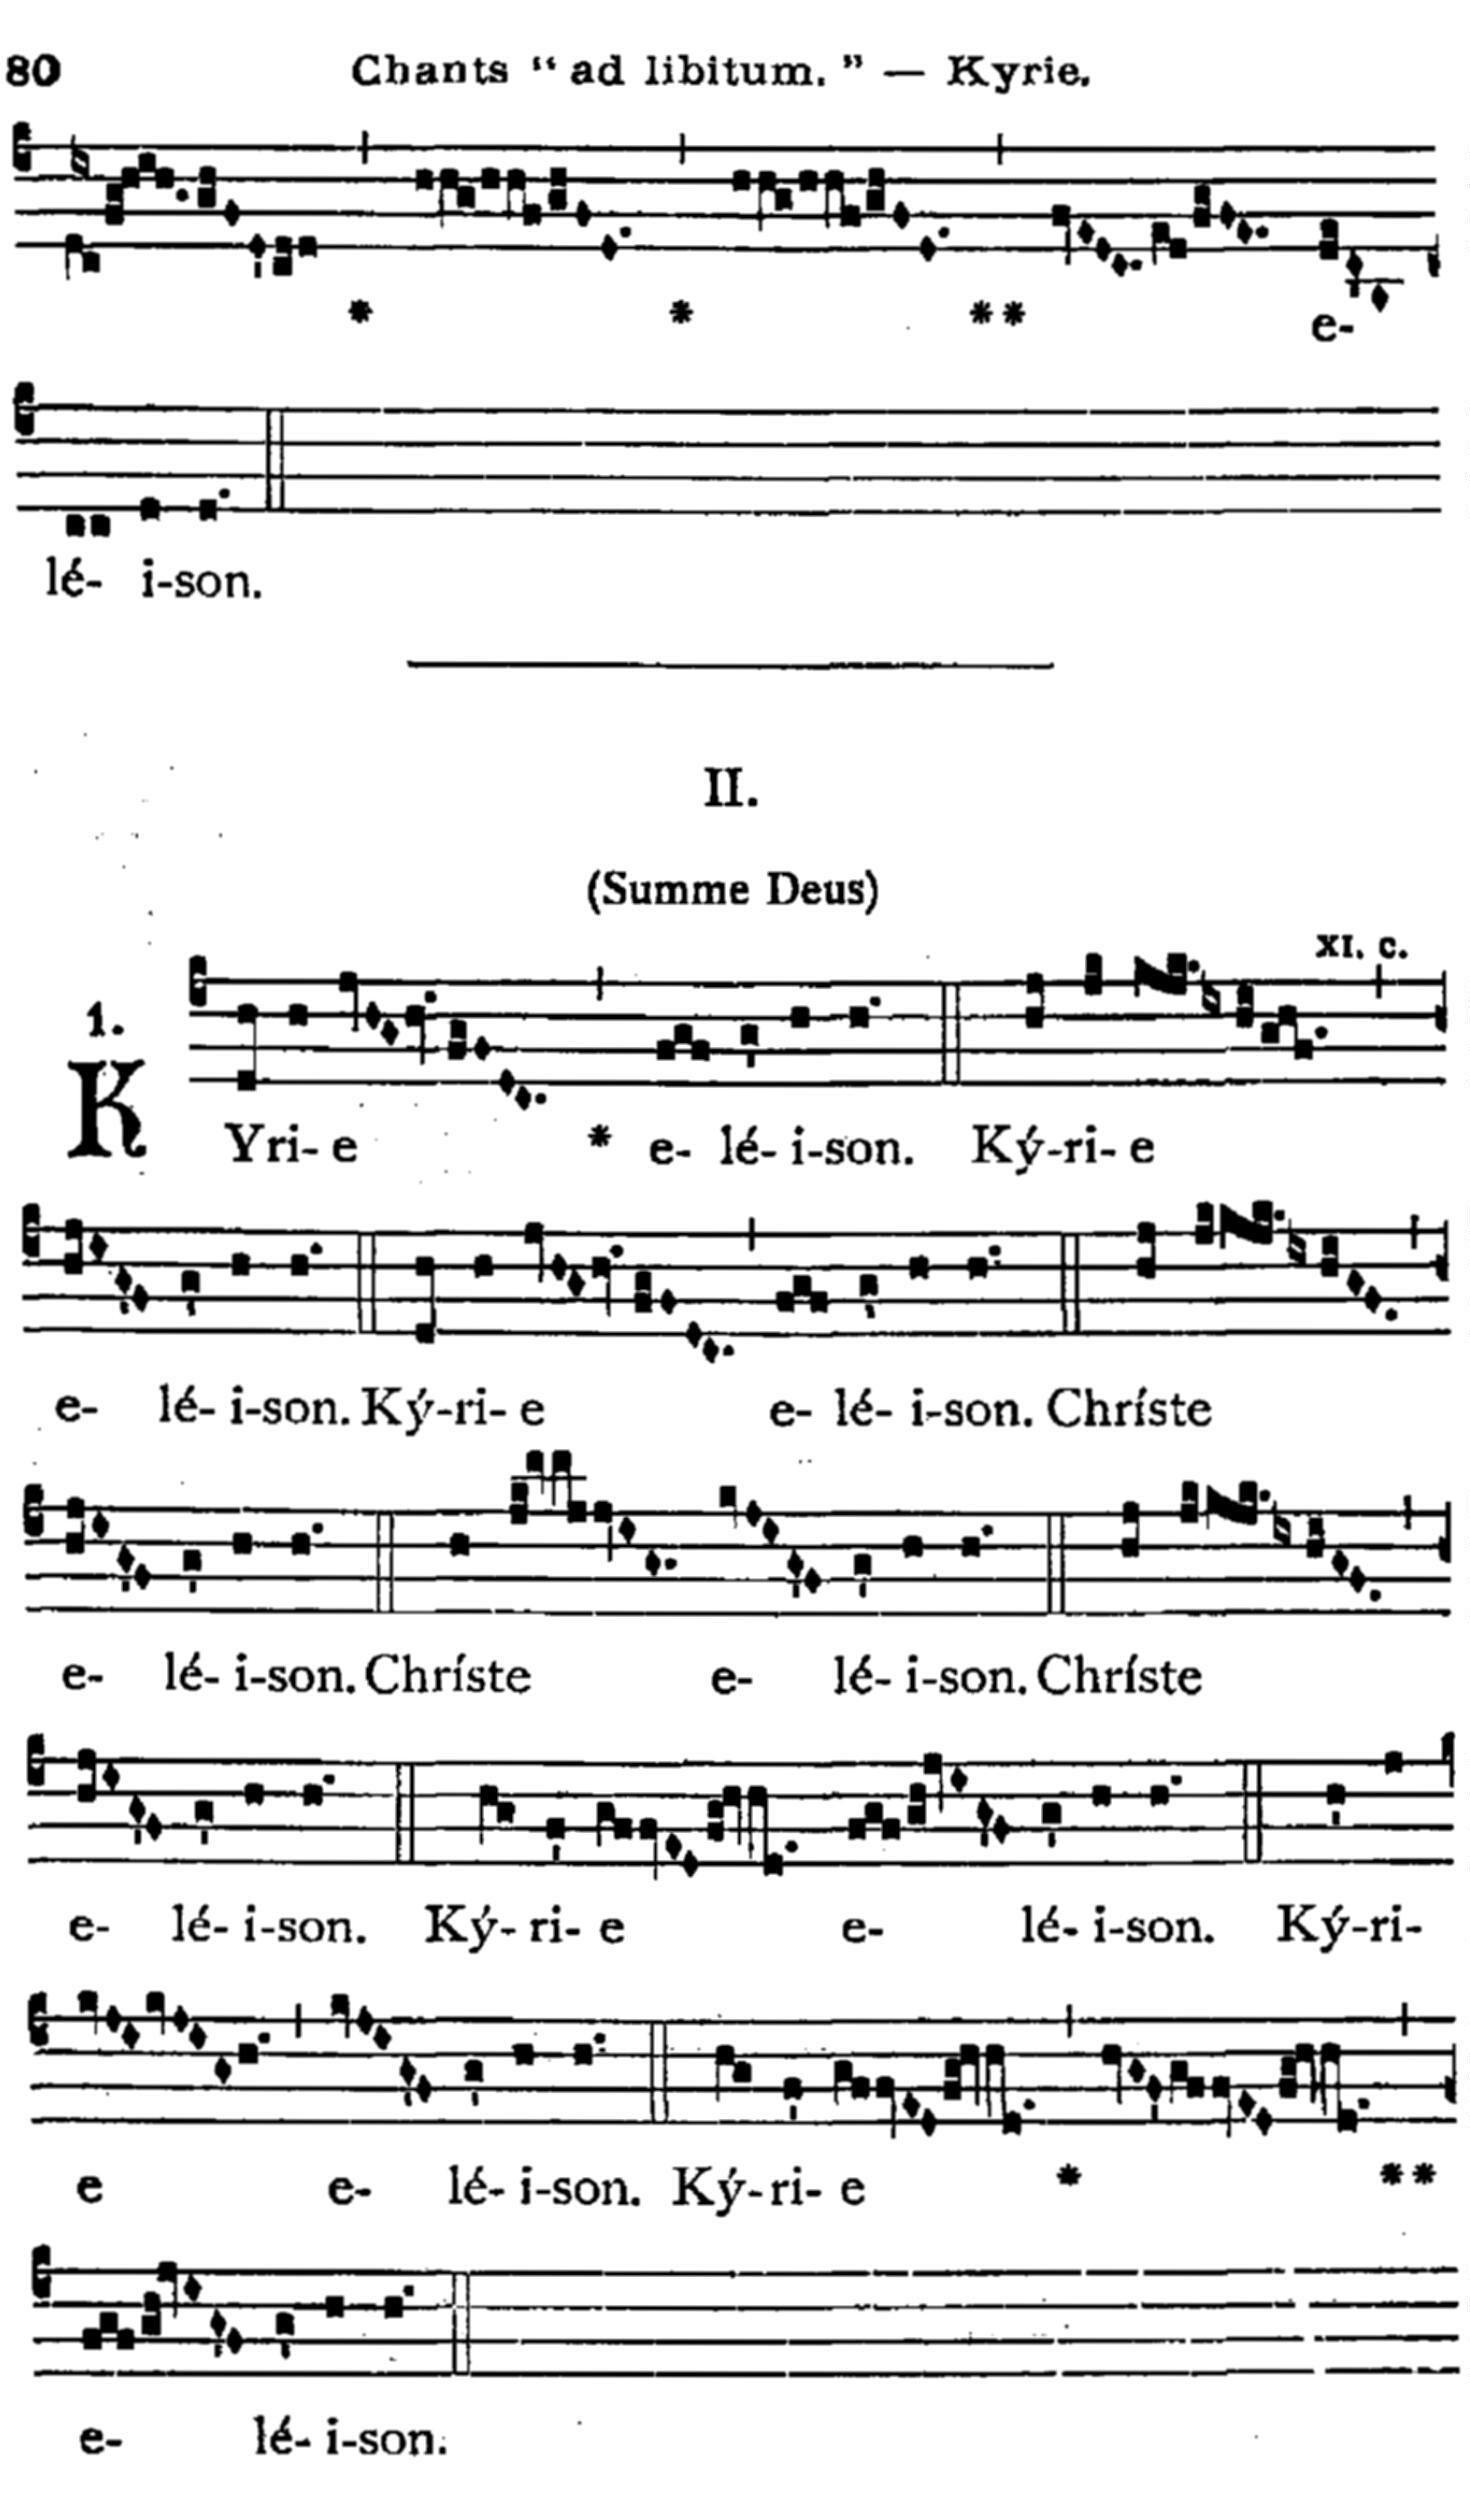 80 Chants “ ad libitum. ” — Kyrie.
* * ** e-
lé- i-son.
II.
(Summe Deus)
XI. C.
1.
KYri- e * e- lé- i-son. Ký-ri- e
e- lé- i-son. Ký-ri- e e- lé- i-son. Chríste
e- lé- i-son. Chríste e- lé- i-son. Chríste
e- lé- i-son. Ký- ri- e e- lé- i-son. Ký-ri-
e e- lé- i-son. Ký-ri- e * **
e- lé- i-son.